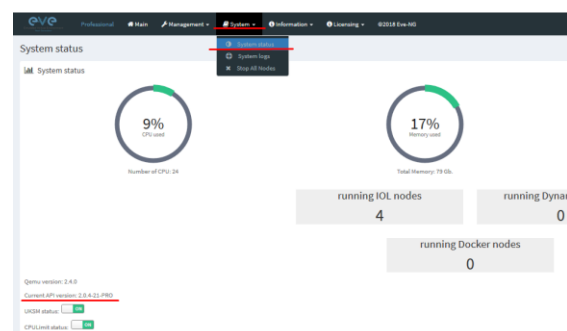 eve Professional Main Management System Information Licensing ©2018 Eve-NG
System status
System status
System logs
Stop All Nodes
System status
9%
CPU used
Number of CPU: 24
17%
Memory used
Total Memory: 79 Gb.
running IOL nodes
4
running Dynam
0
running Docker nodes
0
Qemu version: 2.4.0
Current API version: 2.0.4-21-PRO
UKSM status: ON
CPULimit status: ON